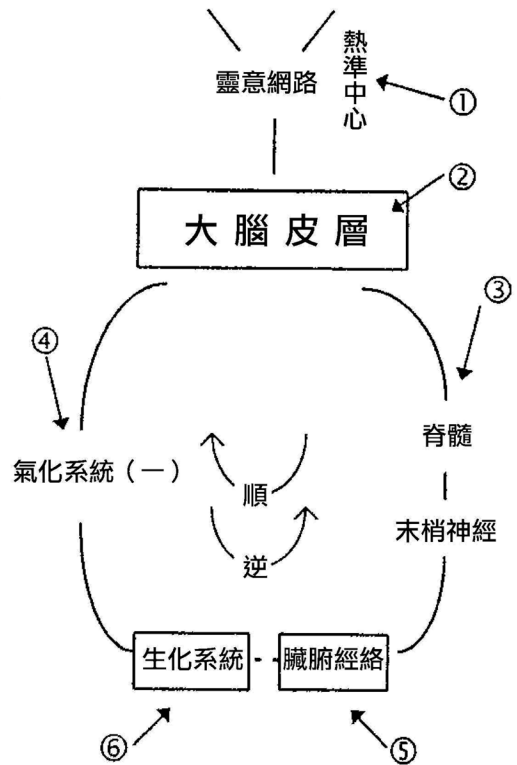 靈意網路
熱準中心
①
②
大腦皮層
③
④
脊髓
氣化系統（一）
順
末梢神經
逆
生化系統
臟腑經絡
⑥
⑤